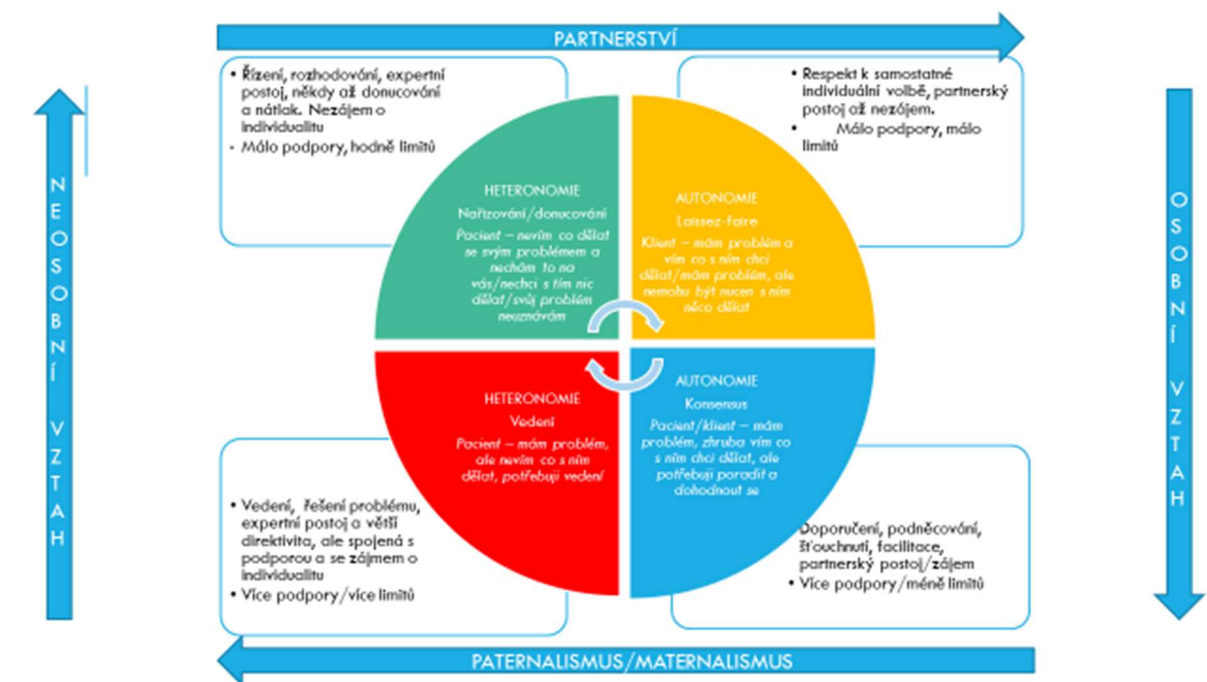 PARTNERSTVÍ
• Řízení, rozhodování, expertní
postoj, někdy až donucování
a nátlak. Nezájem o
individualitu
- Málo podpory, hodně limitů
• Respekt k samostatné
individuální volbě, partnerský
postoj až nezájem.
• Málo podpory, málo
limitů
NEOSOBNÍ VZTAH
OSOBNÍ VZTAH
HETERONOMIE
Nařizování/donucování
Pacient – nevím co dělat
se svým problémem a
nechám to na
vás/nechci s tím nic
dělat/svůj problém
neuznávám
AUTONOMIE
Laissez-faire
Klient – mám problém a
vím co s ním chci
dělat/mám problém, ale
nemohu být nucen s ním
něco dělat
HETERONOMIE
Vedení
Pacient – mám problém,
ale nevím co s ním
dělat, potřebuji vedení
AUTONOMIE
Konsensus
Pacient/klient – mám
problém, zhruba vím co
s ním chci dělat, ale
potřebuji poradit a
dohodnout se
• Vedení, řešení problému,
expertní postoj a větší
direktivita, ale spojená s
podporou a se zájmem o
individualitu
• Více podpory/více limitů
Doporučení, podněcování,
šťouchnutí, facilitace,
partnerský postoj/zájem
• Více podpory/méně limitů
PATERNALISMUS/MATERNALISMUS